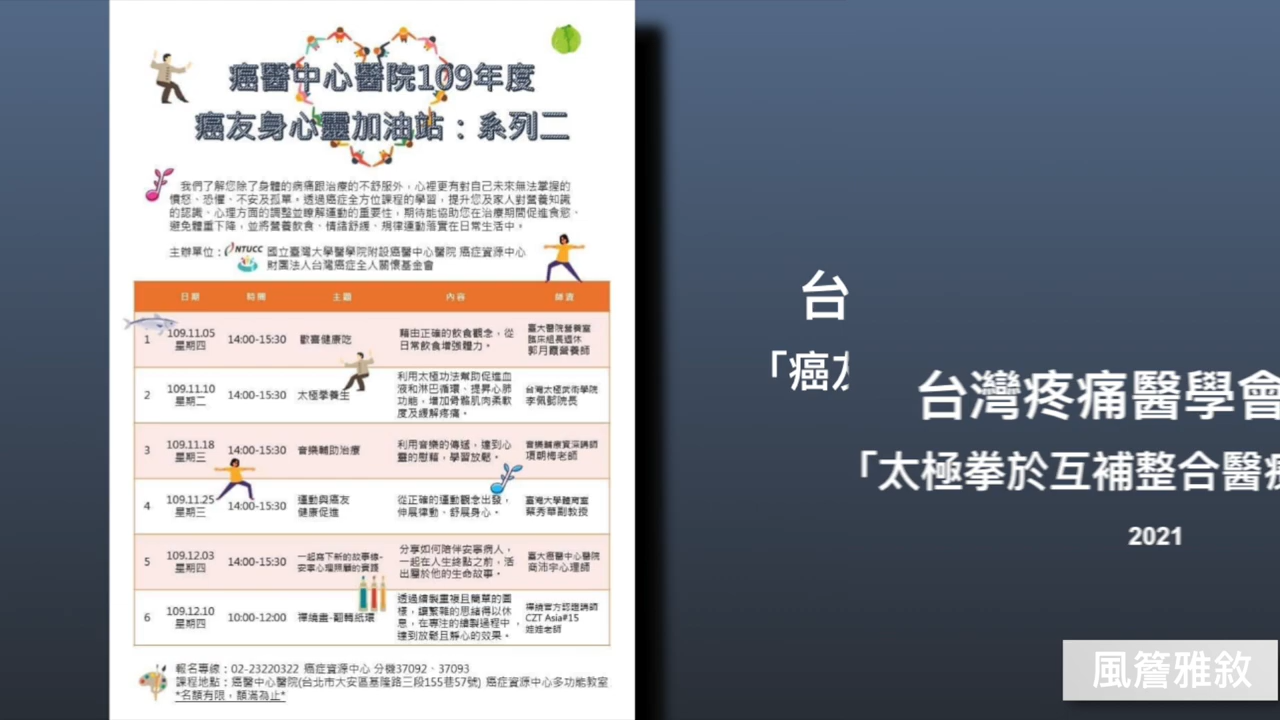 癌醫中心醫院109年度
癌友身心靈加油站：系列二
我們了解您除了身體的病痛跟治療的不舒服外，心裡更有對自己未來無法掌握的
憤怒、恐懼、不安及孤單。透過癌症全方位課程的學習，提升您及家人對營養知識
的認識、心理方面的調整並瞭解運動的重要性，期待能協助您在治療期間促進食慾、
避免體重下降，並將營養飲食、情緒舒緩、規律運動落實在日常生活中。
主辦單位：NTUCC 國立臺灣大學醫學院附設癌醫中心醫院 癌症資源中心
財團法人台灣癌症全人關懷基金會
日期 時間 主題 內容 師資
1 109.11.05 星期四 14:00-15:30 歡喜健康吃 藉由正確的飲食觀念，從日常飲食增強體力。 臺大醫院營養室 臨床組長退休 郭月霞營養師
2 109.11.10 星期二 14:00-15:30 太極拳養生 利用太極功法幫助促進血液和淋巴循環、提昇心肺功能，增加骨骼肌肉柔軟度及緩解疼痛。 台灣太極武術學院 李佩郅院長
3 109.11.18 星期三 14:00-15:30 音樂輔助治療 利用音樂的傳遞，達到心靈的慰藉，學習放鬆。 音樂輔療資深講師 項朝梅老師
4 109.11.25 星期三 14:00-15:30 運動與癌友健康促進 從正確的運動觀念出發，伸展律動、舒展身心。 臺灣大學體育室 蔡秀華副教授
5 109.12.03 星期四 14:00-15:30 一起寫下新的故事線-安寧心理照顧的實踐 分享如何陪伴安寧病人，一起在人生終點之前，活出屬於他的生命故事。 臺大癌醫中心醫院 商沛宇心理師
6 109.12.10 星期四 10:00-12:00 禪繞畫-翻轉紙環 透過繪製重複且簡單的圖樣，讓繁雜的思緒得以休息，在專注的繪製過程中，達到放鬆且靜心的效果。 禪繞官方認證講師 CZT Asia#15 娃娃老師
報名專線：02-23220322 癌症資源中心 分機37092、37093
課程地點：癌醫中心醫院(台北市大安區基隆路三段155巷57號) 癌症資源中心多功能教室
*名額有限，額滿為止*
台
「癌友
台灣疼痛醫學會
「太極拳於互補整合醫療
2021
風簷雅敘